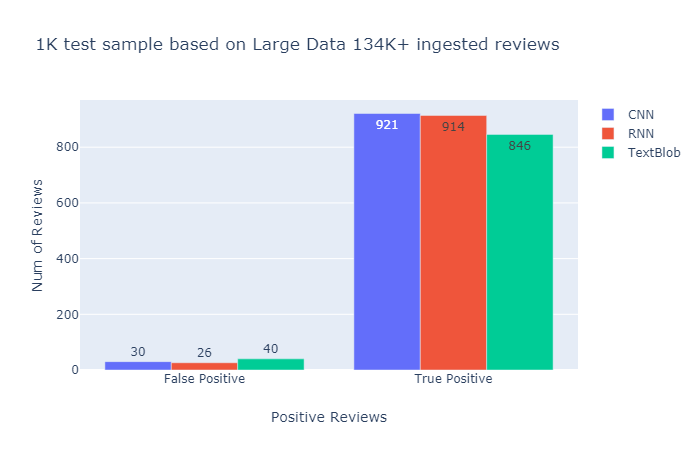 1K test sample based on Large Data 134K+ ingested reviews
CNN
RNN
TextBlob
Num of Reviews
800
600
400
200
0
921
914
846
30
26
40
False Positive
True Positive
Positive Reviews